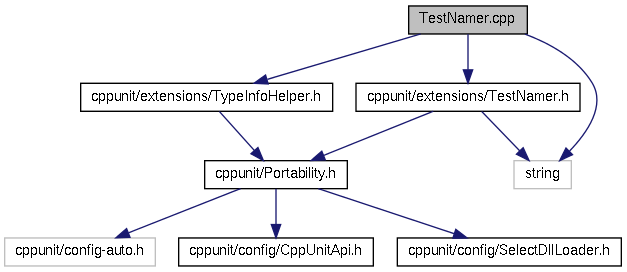 TestNamer.cpp
cppunit/extensions/TypeInfoHelper.h
cppunit/extensions/TestNamer.h
cppunit/Portability.h
string
cppunit/config-auto.h
cppunit/config/CppUnitApi.h
cppunit/config/SelectDllLoader.h